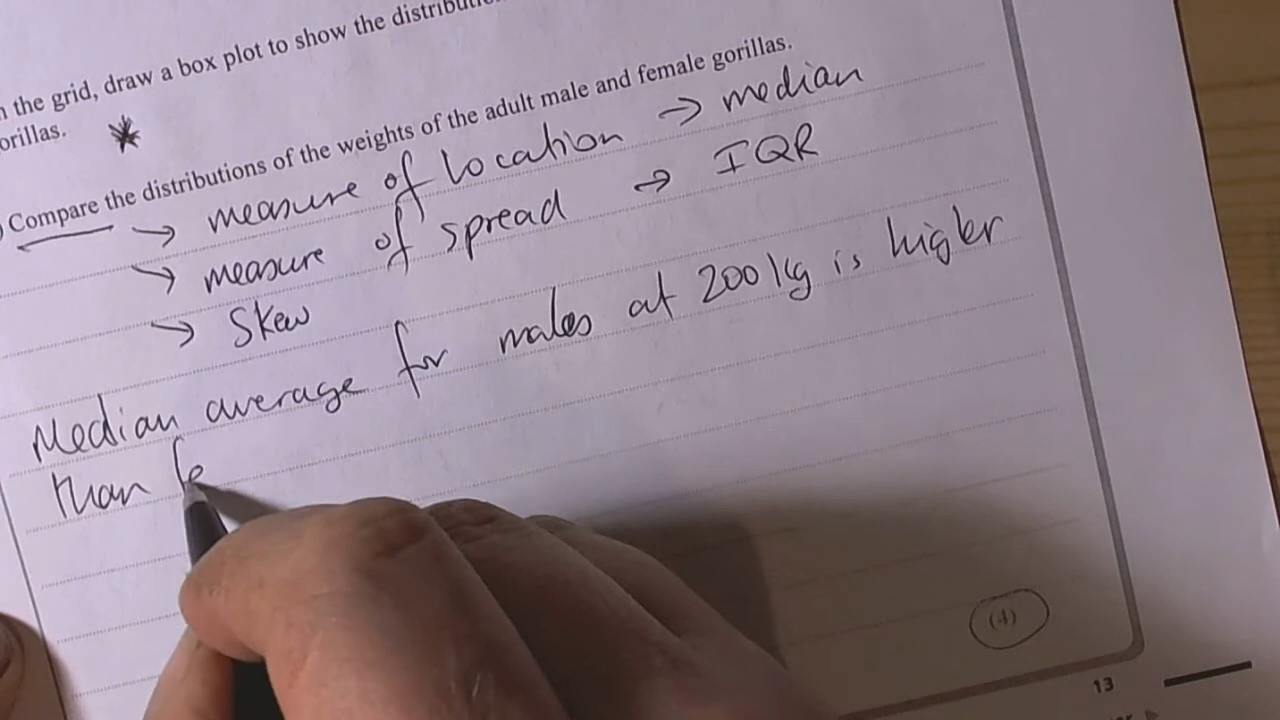 the grid, draw a box plot to show the
orillas.
Compare the distributions of the weights of the adult male and female gorillas.
→ measure of location → median
→ measure of spread → IQR
→ Skew
Median average for males at 200kg is higher
than fe
(4)
13